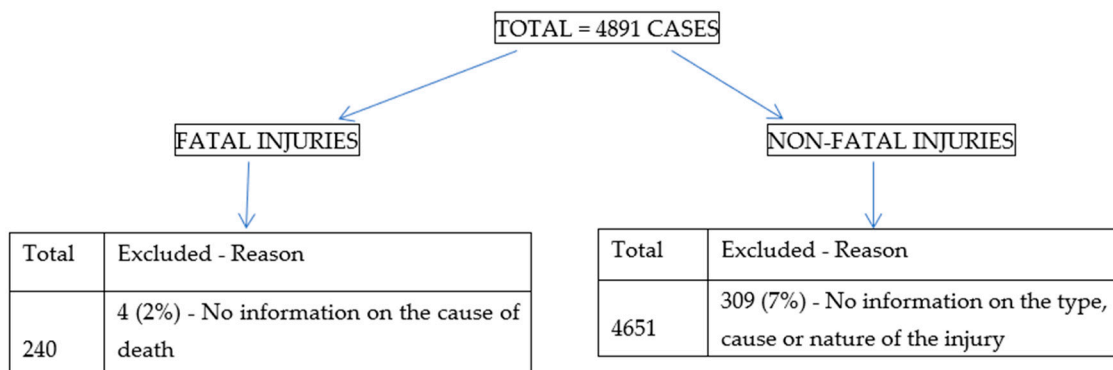 TOTAL = 4891 CASES
FATAL INJURIES
NON-FATAL INJURIES
Total
Excluded - Reason
240
4 (2%) - No information on the cause of
death
Total
Excluded - Reason
4651
309 (7%) - No information on the type,
cause or nature of the injury